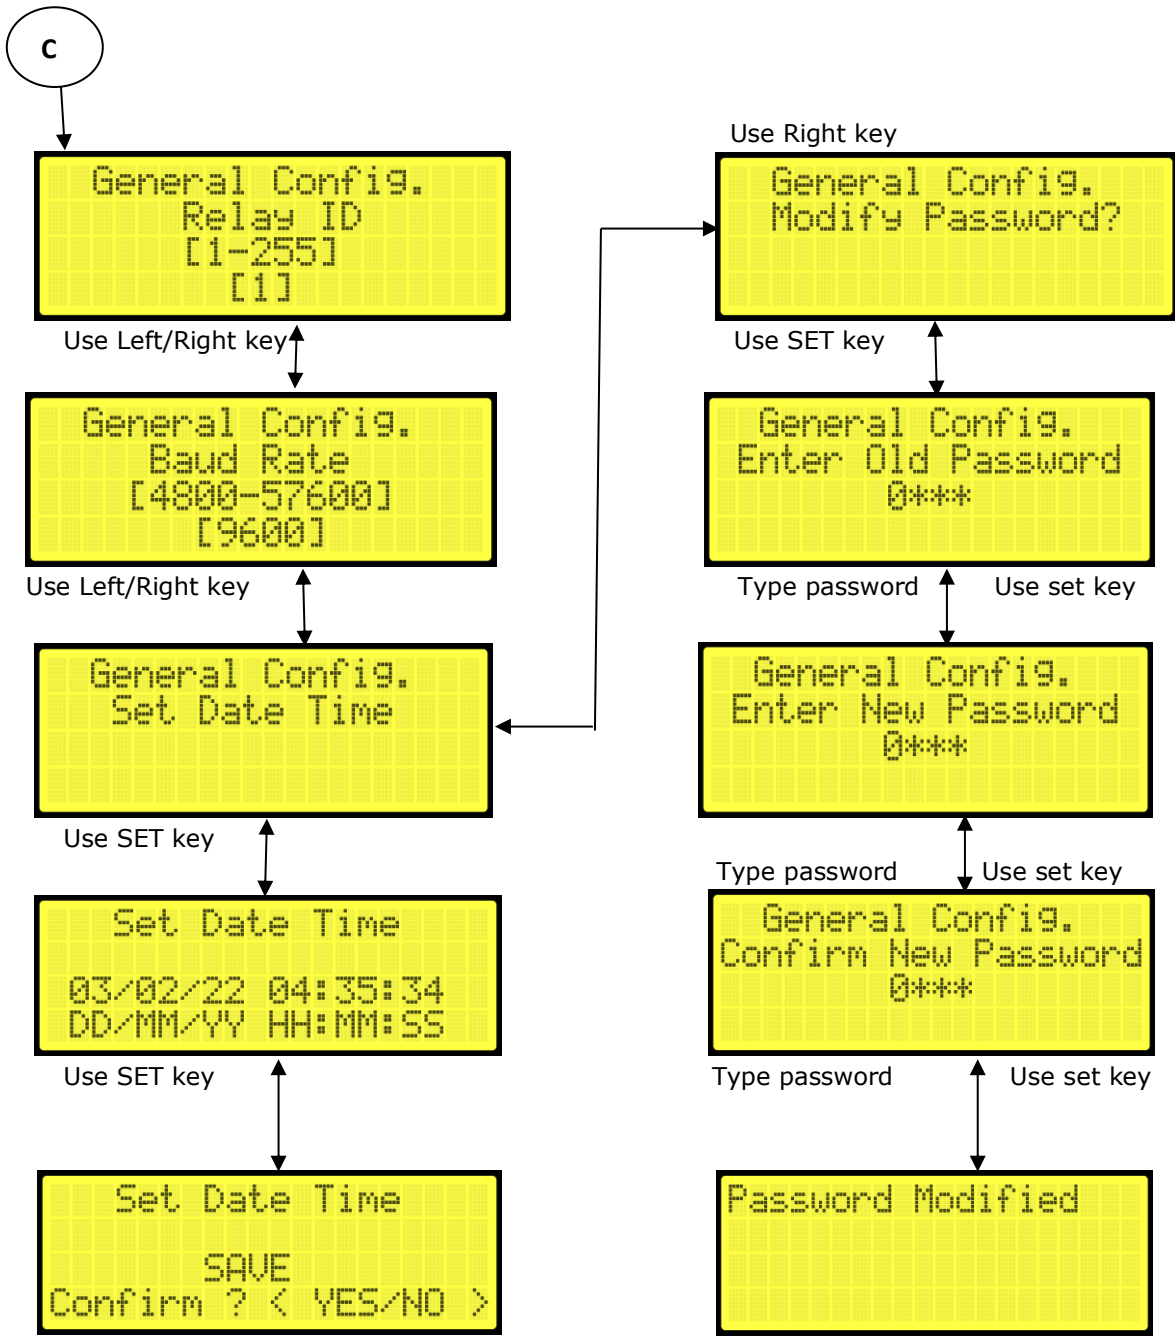 C
General Config.
Relay ID
[1-255]
[1]
Use Left/Right key
General Config.
Baud Rate
[4800-57600]
[9600]
Use Left/Right key
General Config.
Set Date Time
Use SET key
Set Date Time
03/02/22 04:35:34
DD/MM/YY HH:MM:SS
Use SET key
Set Date Time
SAVE
Confirm ? < YES/NO >
Use Right key
General Config.
Modify Password?
Use SET key
General Config.
Enter Old Password
0***
Type password Use set key
General Config.
Enter New Password
0***
Type password Use set key
General Config.
Confirm New Password
0***
Type password Use set key
Password Modified